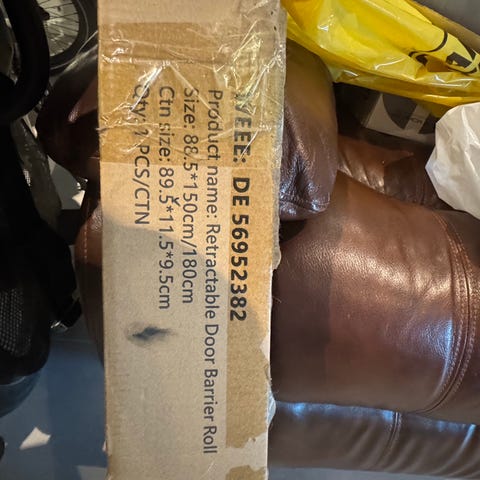 WEEE: DE 56952382
Product name: Retractable Door Barrier Roll
Size: 88.5*150cm/180cm
Ctn size: 89.5*11.5*9.5cm
Qty: 1 PCS/CTN